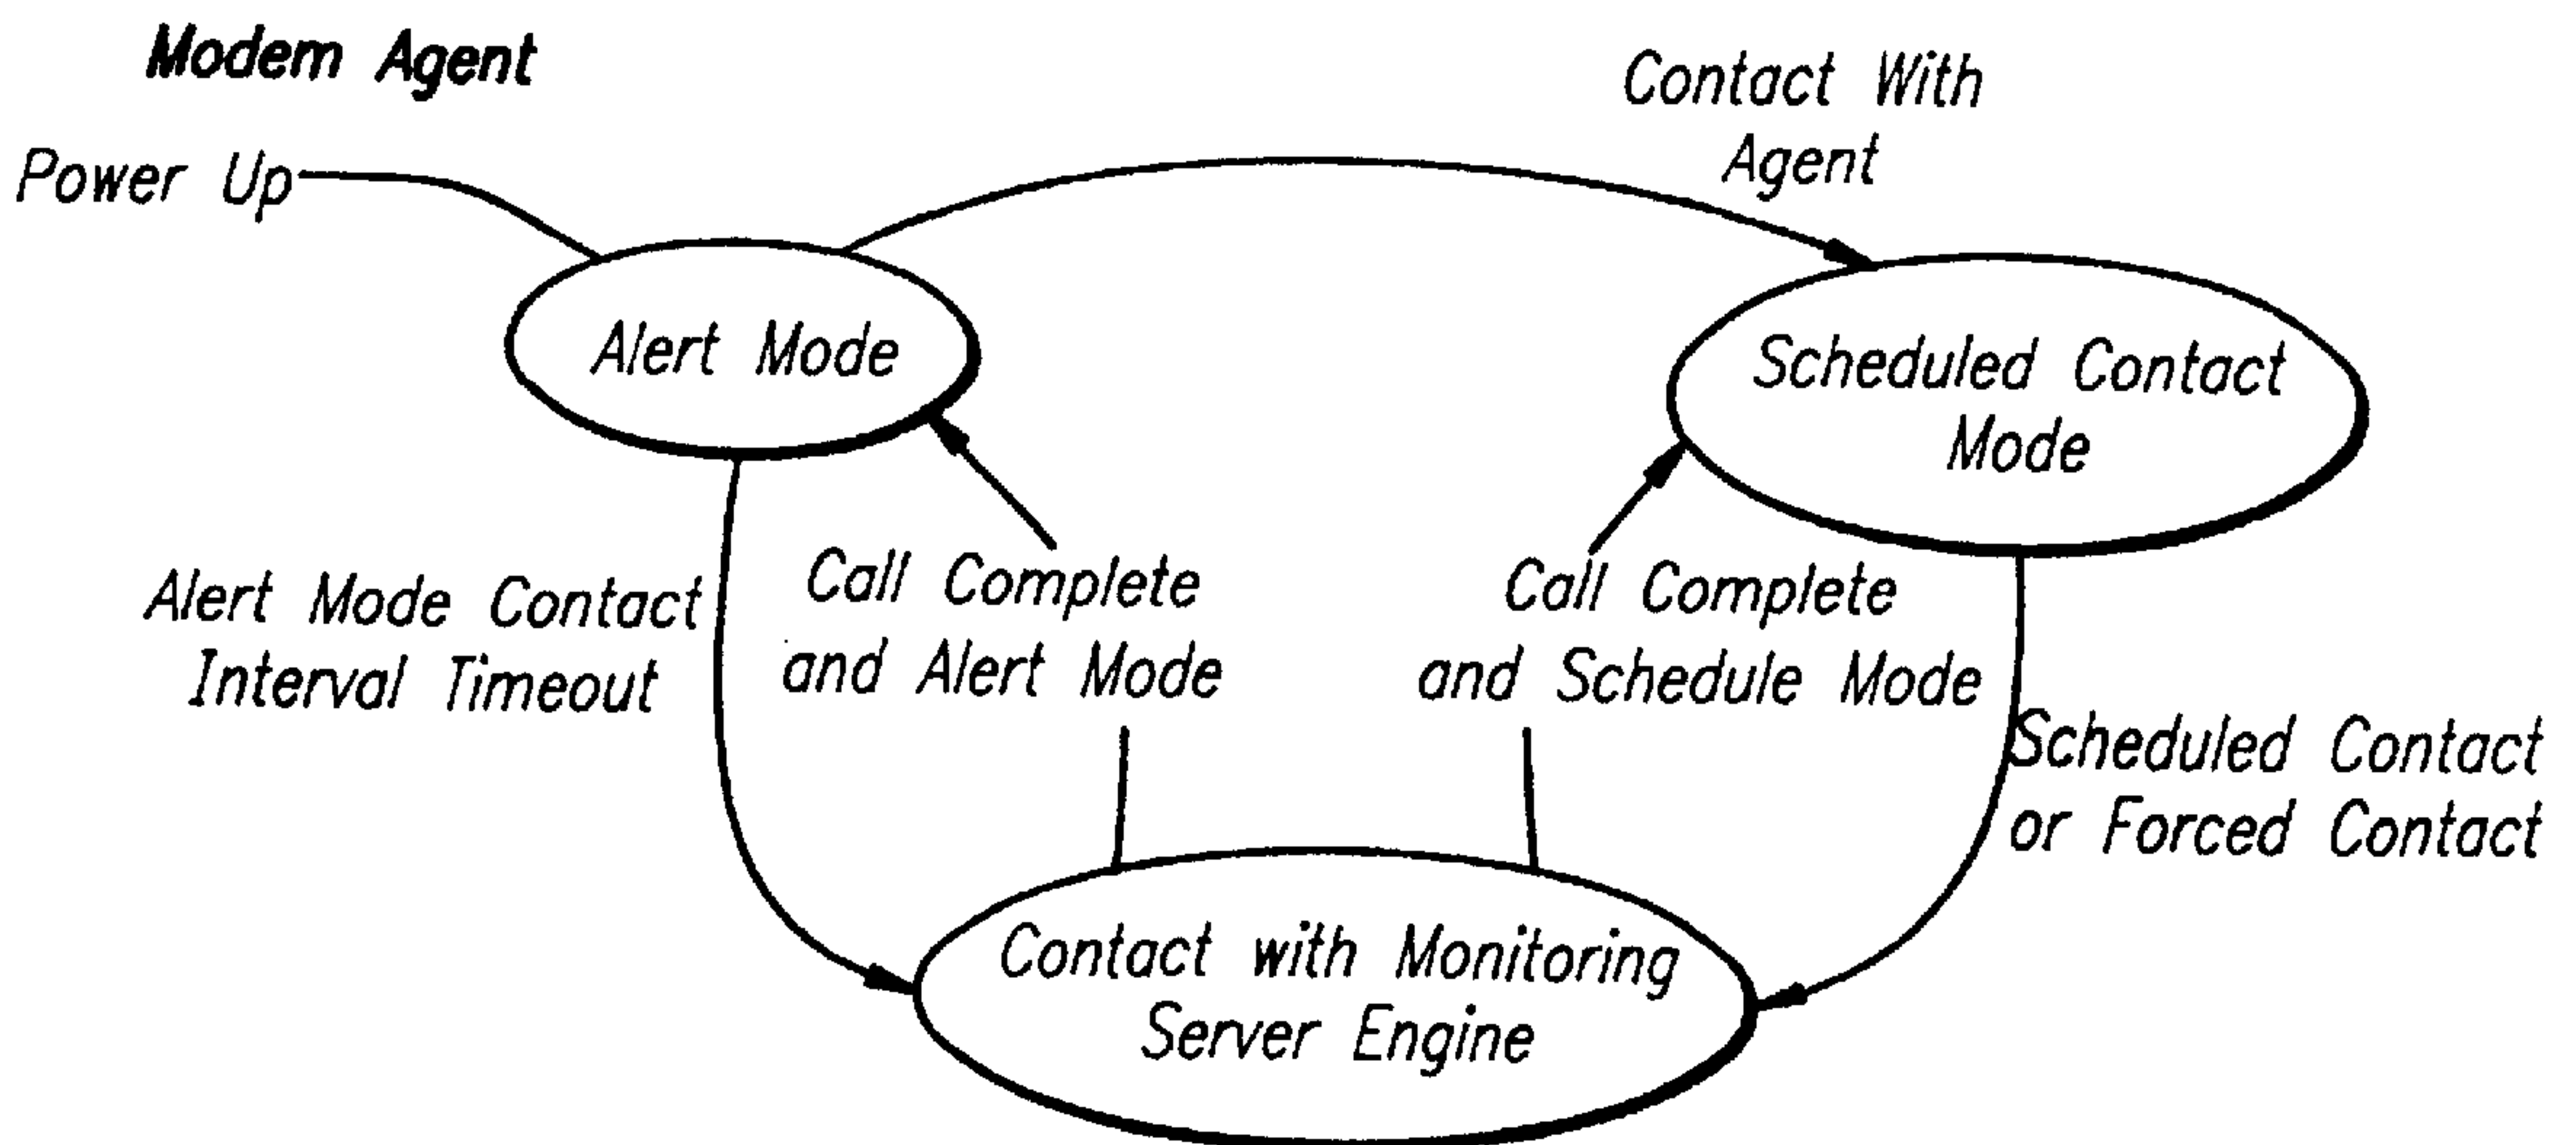 Modem Agent
Power Up
Contact With
Agent
Alert Mode
Scheduled Contact
Mode
Alert Mode Contact
Interval Timeout
Call Complete
and Alert Mode
Call Complete
and Schedule Mode
Scheduled Contact
or Forced Contact
Contact with Monitoring
Server Engine